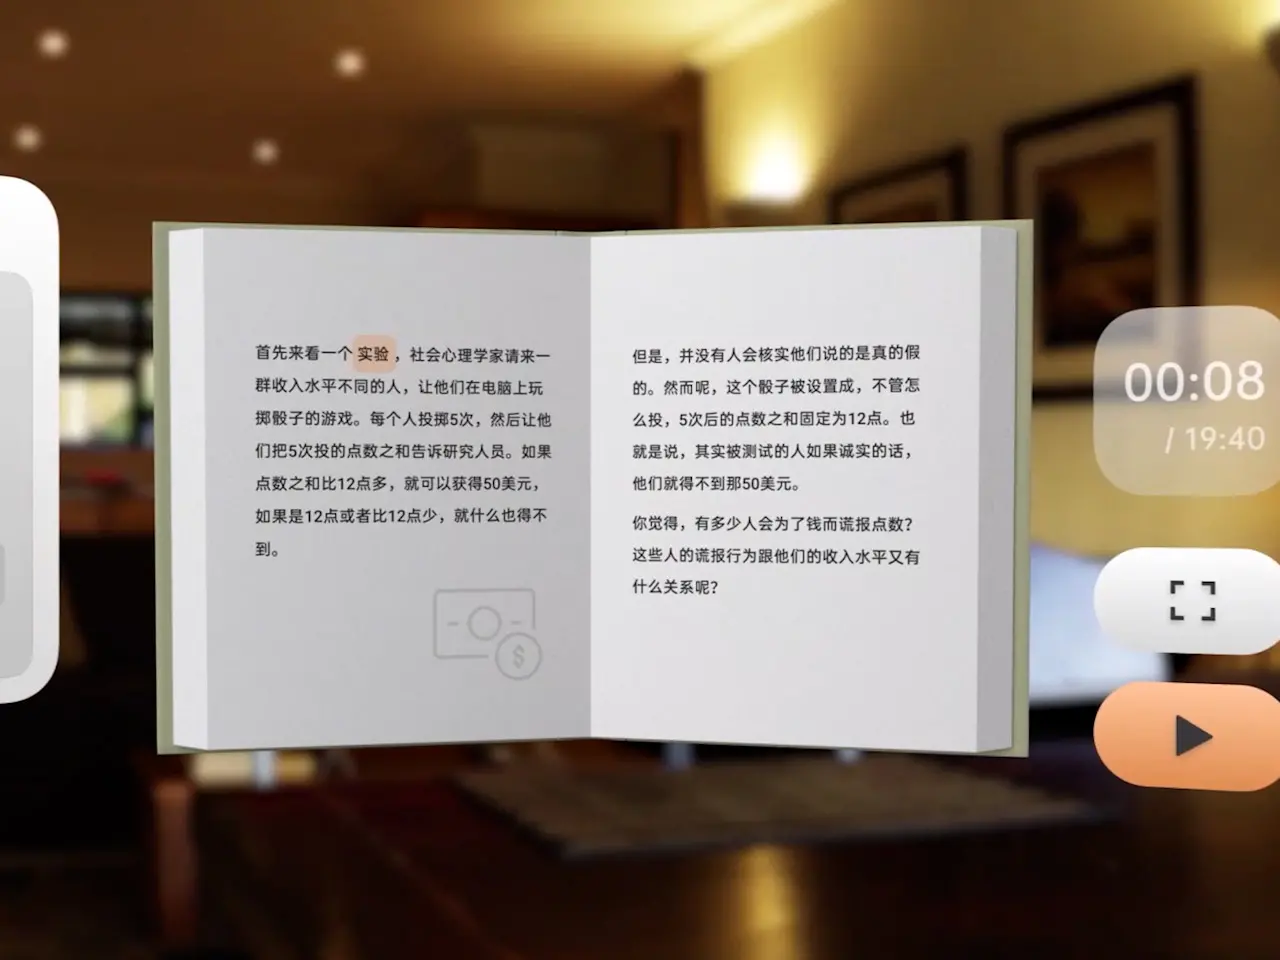 首先来看一个 实验 ，社会心理学家请来一
群收入水平不同的人，让他们在电脑上玩
掷骰子的游戏。每个人投掷5次，然后让他
们把5次投的点数之和告诉研究人员。如果
点数之和比12点多，就可以获得50美元，
如果是12点或者比12点少，就什么也得不
到。
$
但是，并没有人会核实他们说的是真的假
的。然而呢，这个骰子被设置成，不管怎
么投，5次后的点数之和固定为12点。也
就是说，其实被测试的人如果诚实的话，
他们就得不到那50美元。
你觉得，有多少人会为了钱而谎报点数？
这些人的谎报行为跟他们的收入水平又有
什么关系呢？
00:08
/ 19:40